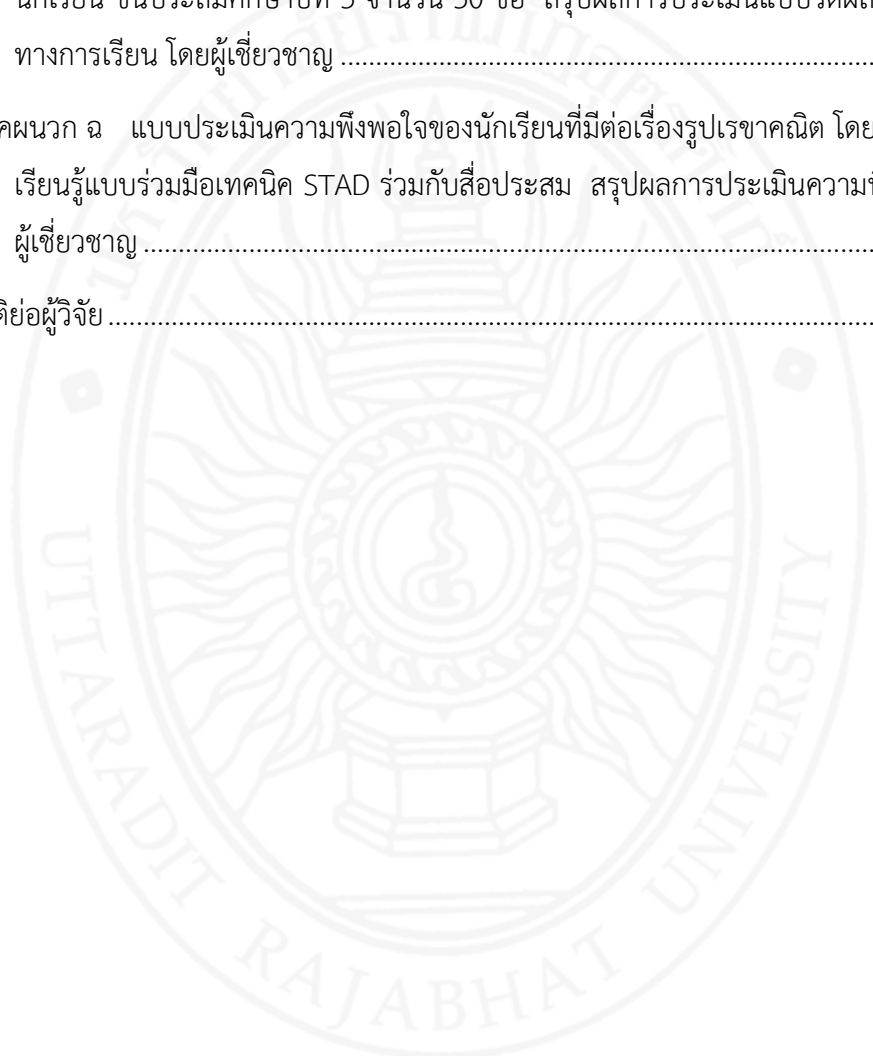 นักเรียน ชั้นประถมศึกษาปีที่ 5 จำนวน 30 ข้อ สรุปผลการประเมินแบบวัดผล
ทางการเรียน โดยผู้เชี่ยวชาญ
คผนวก ฉ แบบประเมินความพึงพอใจของนักเรียนที่มีต่อเรื่องรูปเรขาคณิต โดย
เรียนรู้แบบร่วมมือเทคนิค STAD ร่วมกับสื่อประสม สรุปผลการประเมินความ
ผู้เชี่ยวชาญ
ติย่อผู้วิจัย
UTTARADIT RAJABHAT UNIVERSITY